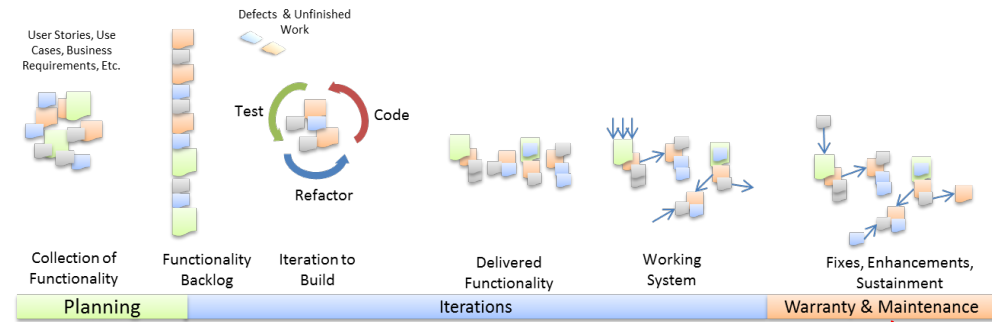 User Stories, Use
Cases, Business
Requirements, Etc.
Defects & Unfinished
Work
Test
Code
Refactor
Collection of
Functionality
Functionality
Backlog
Iteration to
Build
Delivered
Functionality
Working
System
Fixes, Enhancements,
Sustainment
Planning
Iterations
Warranty & Maintenance